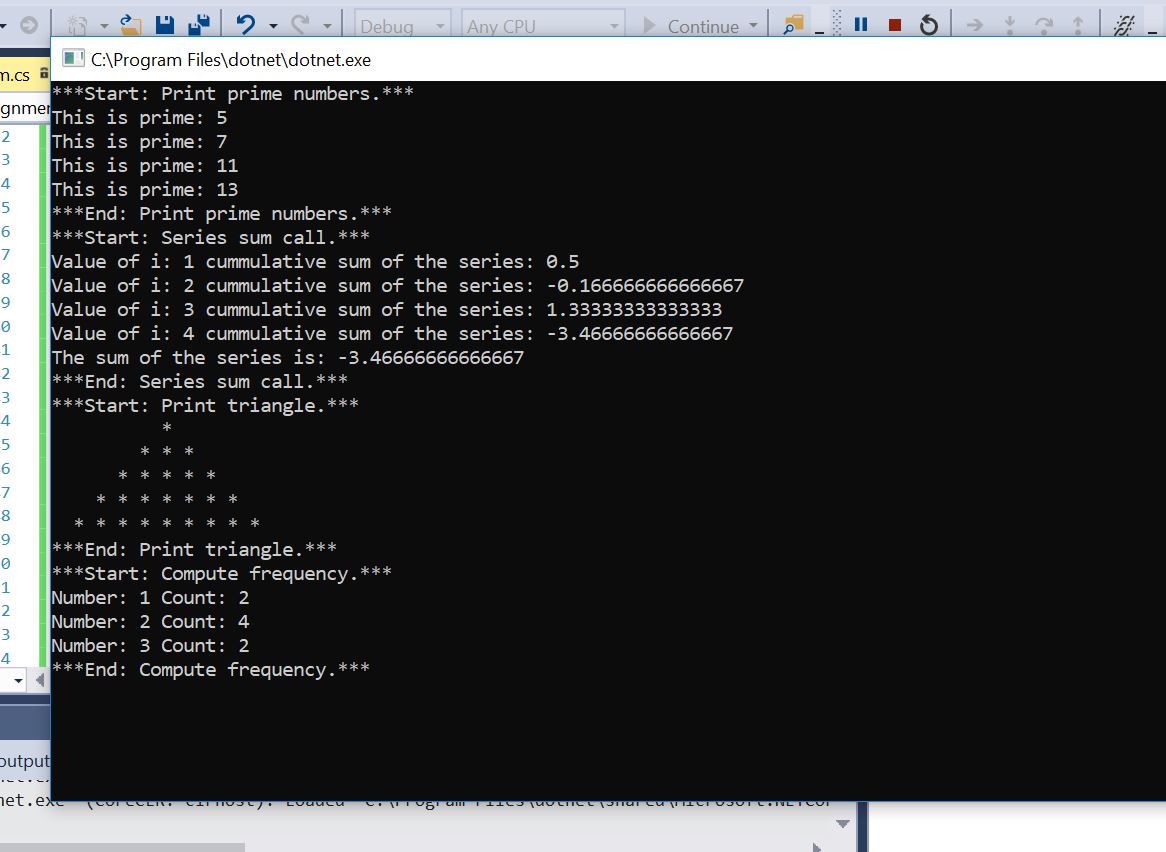 Debug Any CPU Continue
C:\Program Files\dotnet\dotnet.exe
m.cs
gnmen
***Start: Print prime numbers.***
This is prime: 5
This is prime: 7
This is prime: 11
This is prime: 13
***End: Print prime numbers.***
***Start: Series sum call.***
Value of i: 1 cummulative sum of the series: 0.5
Value of i: 2 cummulative sum of the series: -0.166666666666667
Value of i: 3 cummulative sum of the series: 1.33333333333333
Value of i: 4 cummulative sum of the series: -3.46666666666667
The sum of the series is: -3.46666666666667
***End: Series sum call.***
***Start: Print triangle.***
*
* * *
* * * * *
* * * * * * *
* * * * * * * * *
***End: Print triangle.***
***Start: Compute frequency.***
Number: 1 Count: 2
Number: 2 Count: 4
Number: 3 Count: 2
***End: Compute frequency.***
2
3
4
5
6
7
8
9
0
1
2
3
4
5
6
7
8
9
0
1
2
3
4
output